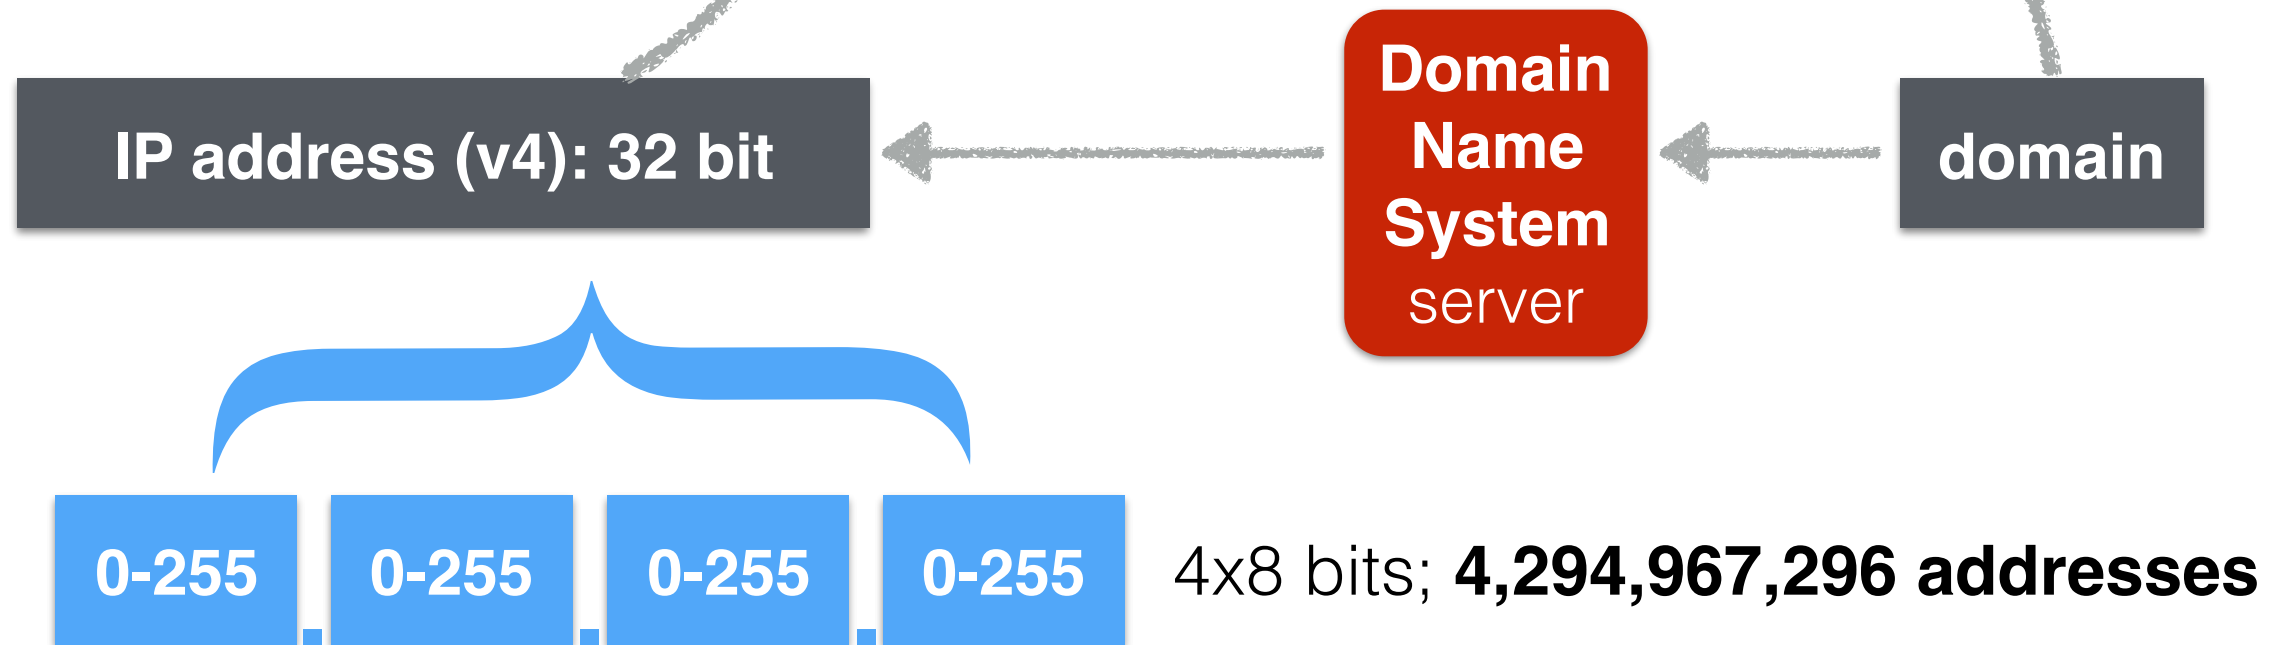 IP address (v4): 32 bit
Domain
Name
System
server
domain
0-255 . 0-255 . 0-255 . 0-255
4x8 bits; 4,294,967,296 addresses